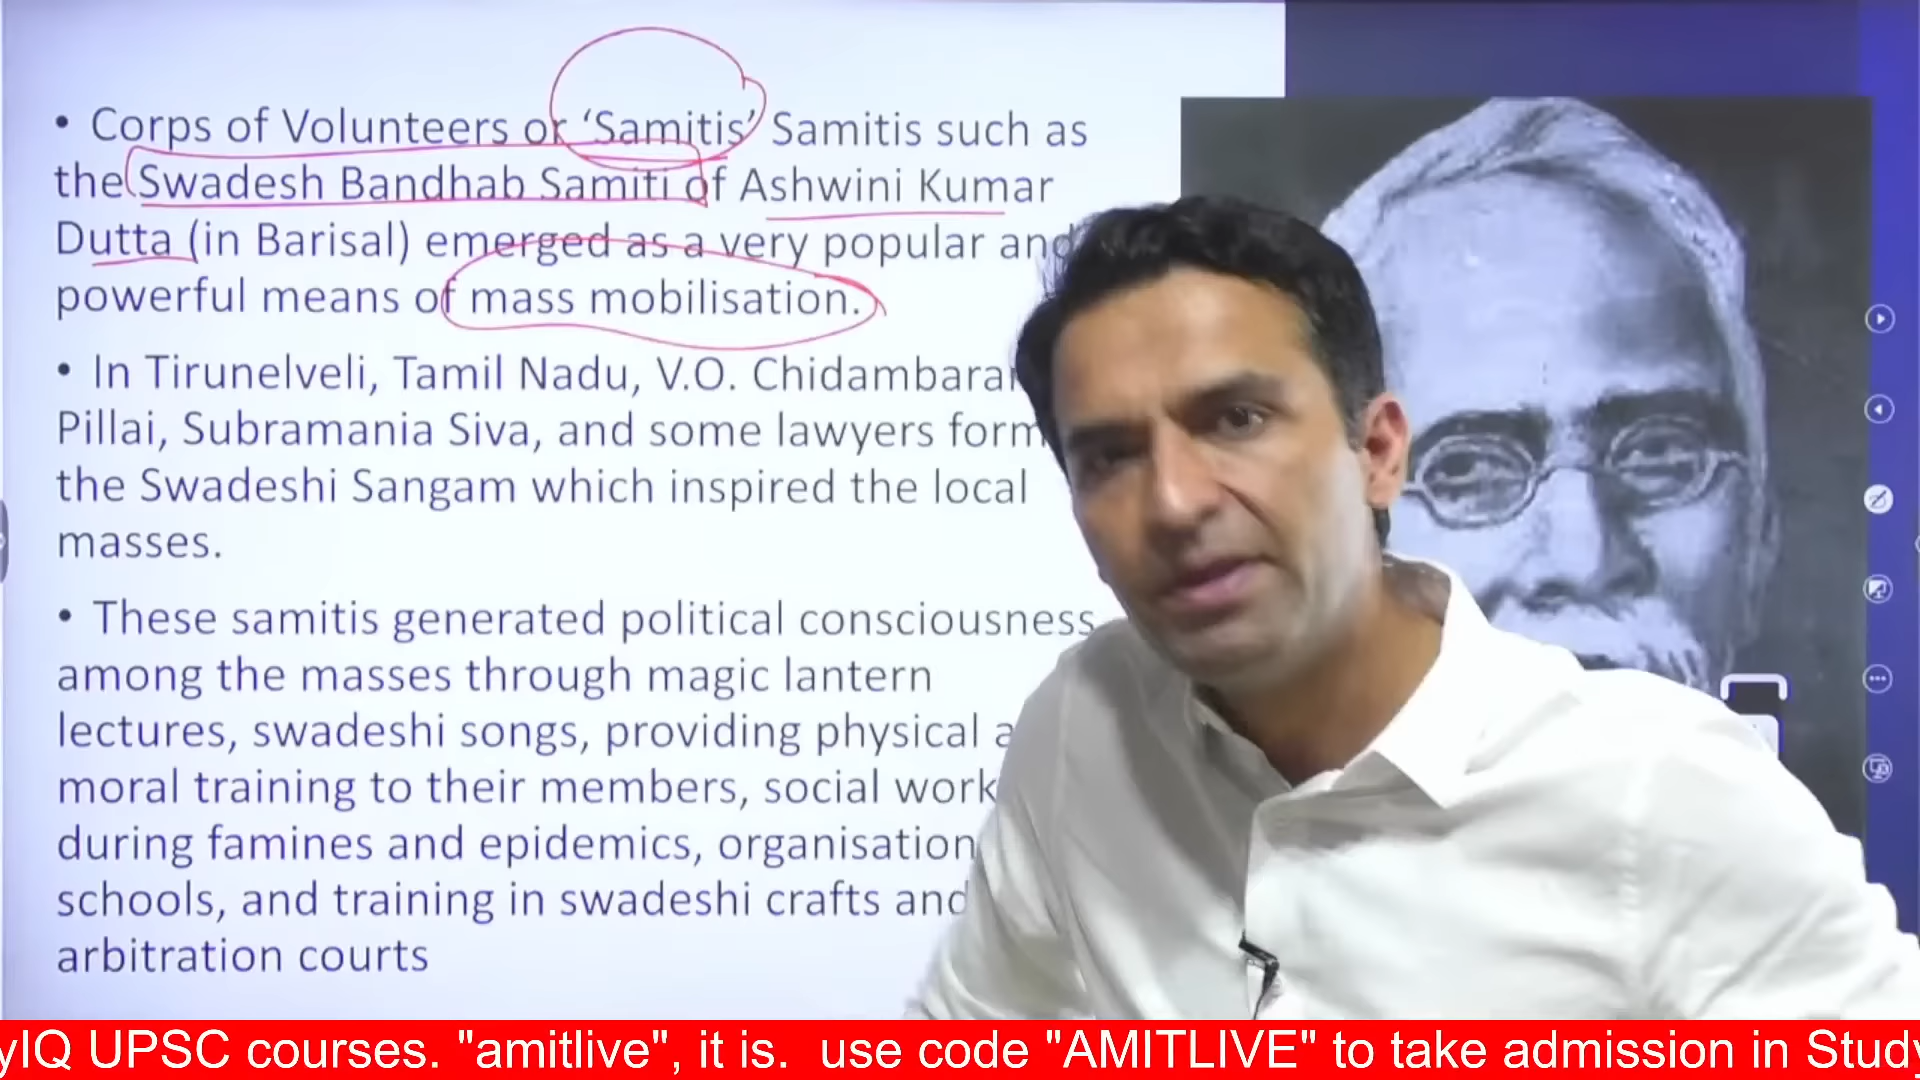 • Corps of Volunteers or ‘Samitis’ Samitis such as
the Swadesh Bandhab Samiti of Ashwini Kumar
Dutta (in Barisal) emerged as a very popular and
powerful means of mass mobilisation.
• In Tirunelveli, Tamil Nadu, V.O. Chidambaram
Pillai, Subramania Siva, and some lawyers form
the Swadeshi Sangam which inspired the local
masses.
• These samitis generated political consciousness
among the masses through magic lantern
lectures, swadeshi songs, providing physical a
moral training to their members, social work
during famines and epidemics, organisation
schools, and training in swadeshi crafts and
arbitration courts
yIQ UPSC courses. "amitlive", it is. use code "AMITLIVE" to take admission in Study